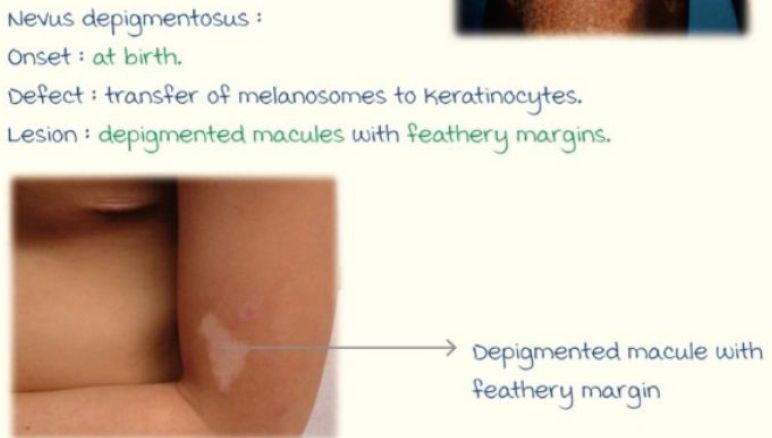 Nevus depigmentosus :
Onset : at birth.
Defect : transfer of melanosomes to keratinocytes.
Lesion : depigmented macules with feathery margins.
Depigmented macule with
feathery margin